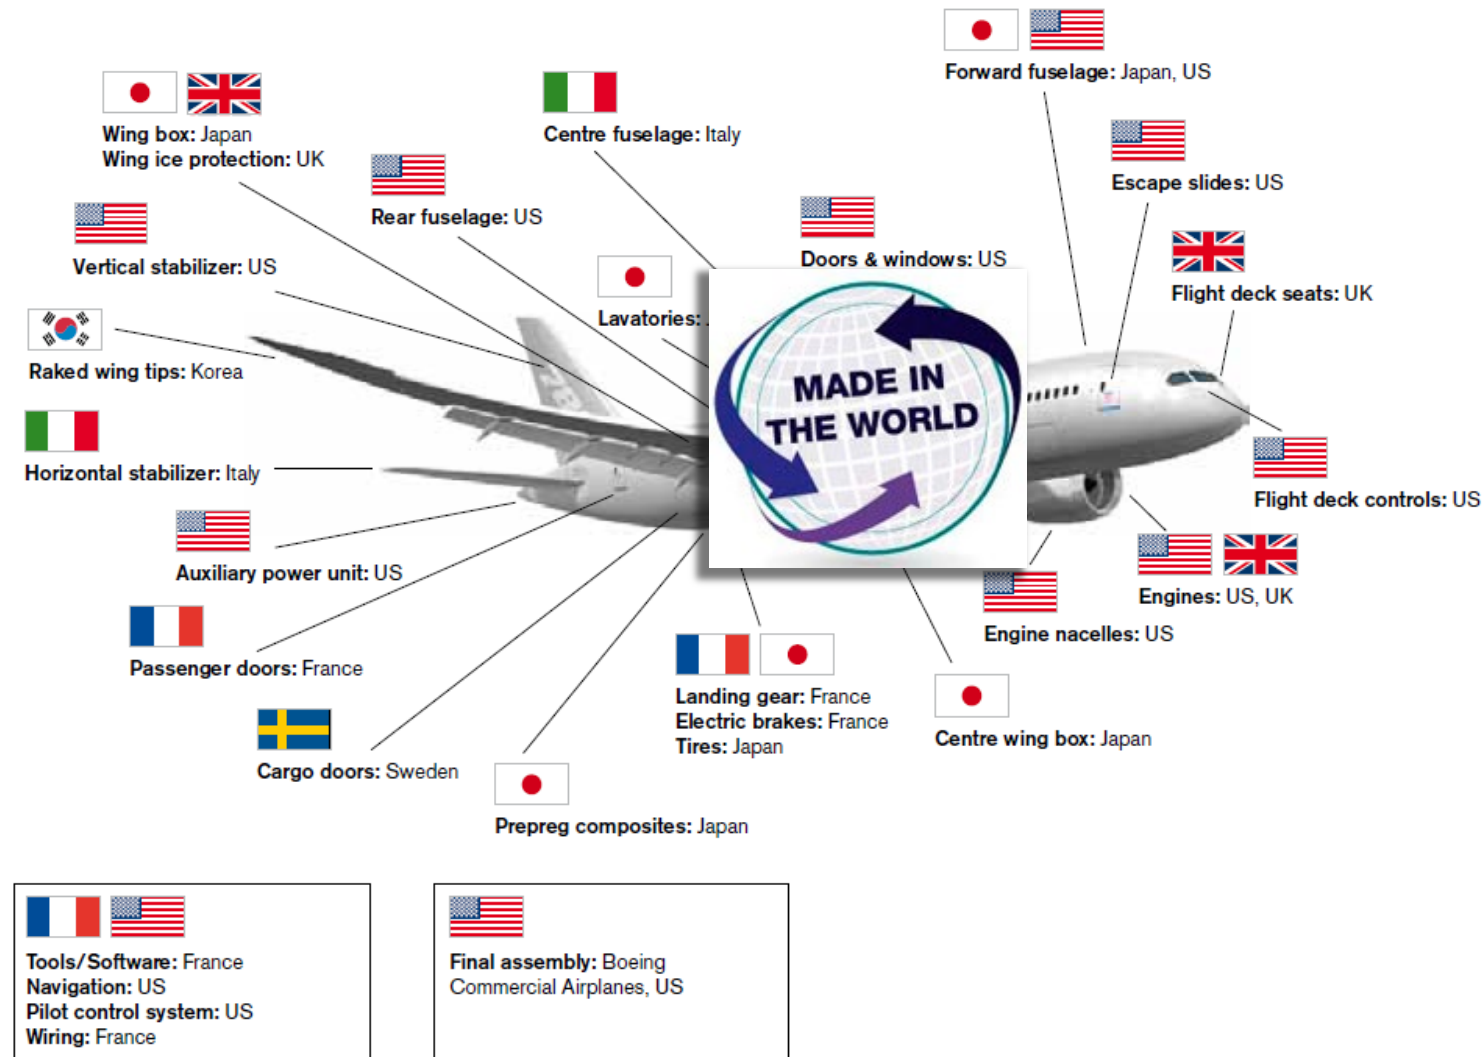 Forward fuselage: Japan, US
Wing box: Japan
Wing ice protection: UK
Centre fuselage: Italy
Escape slides: US
Rear fuselage: US
Vertical stabilizer: US
Doors & windows: US
Flight deck seats: UK
Lavatories:
Raked wing tips: Korea
MADE IN
THE WORLD
Horizontal stabilizer: Italy
Flight deck controls: US
Auxiliary power unit: US
Engines: US, UK
Engine nacelles: US
Passenger doors: France
Landing gear: France
Electric brakes: France
Tires: Japan
Centre wing box: Japan
Cargo doors: Sweden
Prepreg composites: Japan
Tools/Software: France
Navigation: US
Pilot control system: US
Wiring: France
Final assembly: Boeing
Commercial Airplanes, US